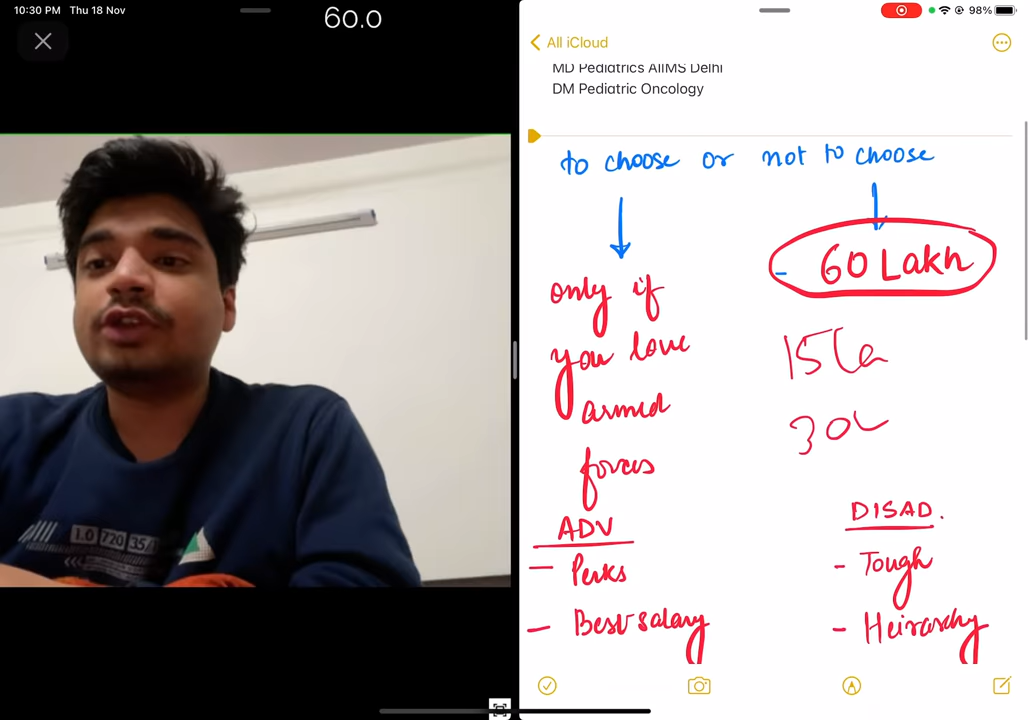 10:30 PM Thu 18 Nov
60.0
98%
All iCloud
MD Pediatrics AIIMS Delhi
DM Pediatric Oncology
to choose or not to choose
- 60 Lakh
only if
you love
armed
forces
15 La
30L
ADV
- Perks
- Best salary
DISAD.
- Tough
- Heirarchy
1.0 720 35/